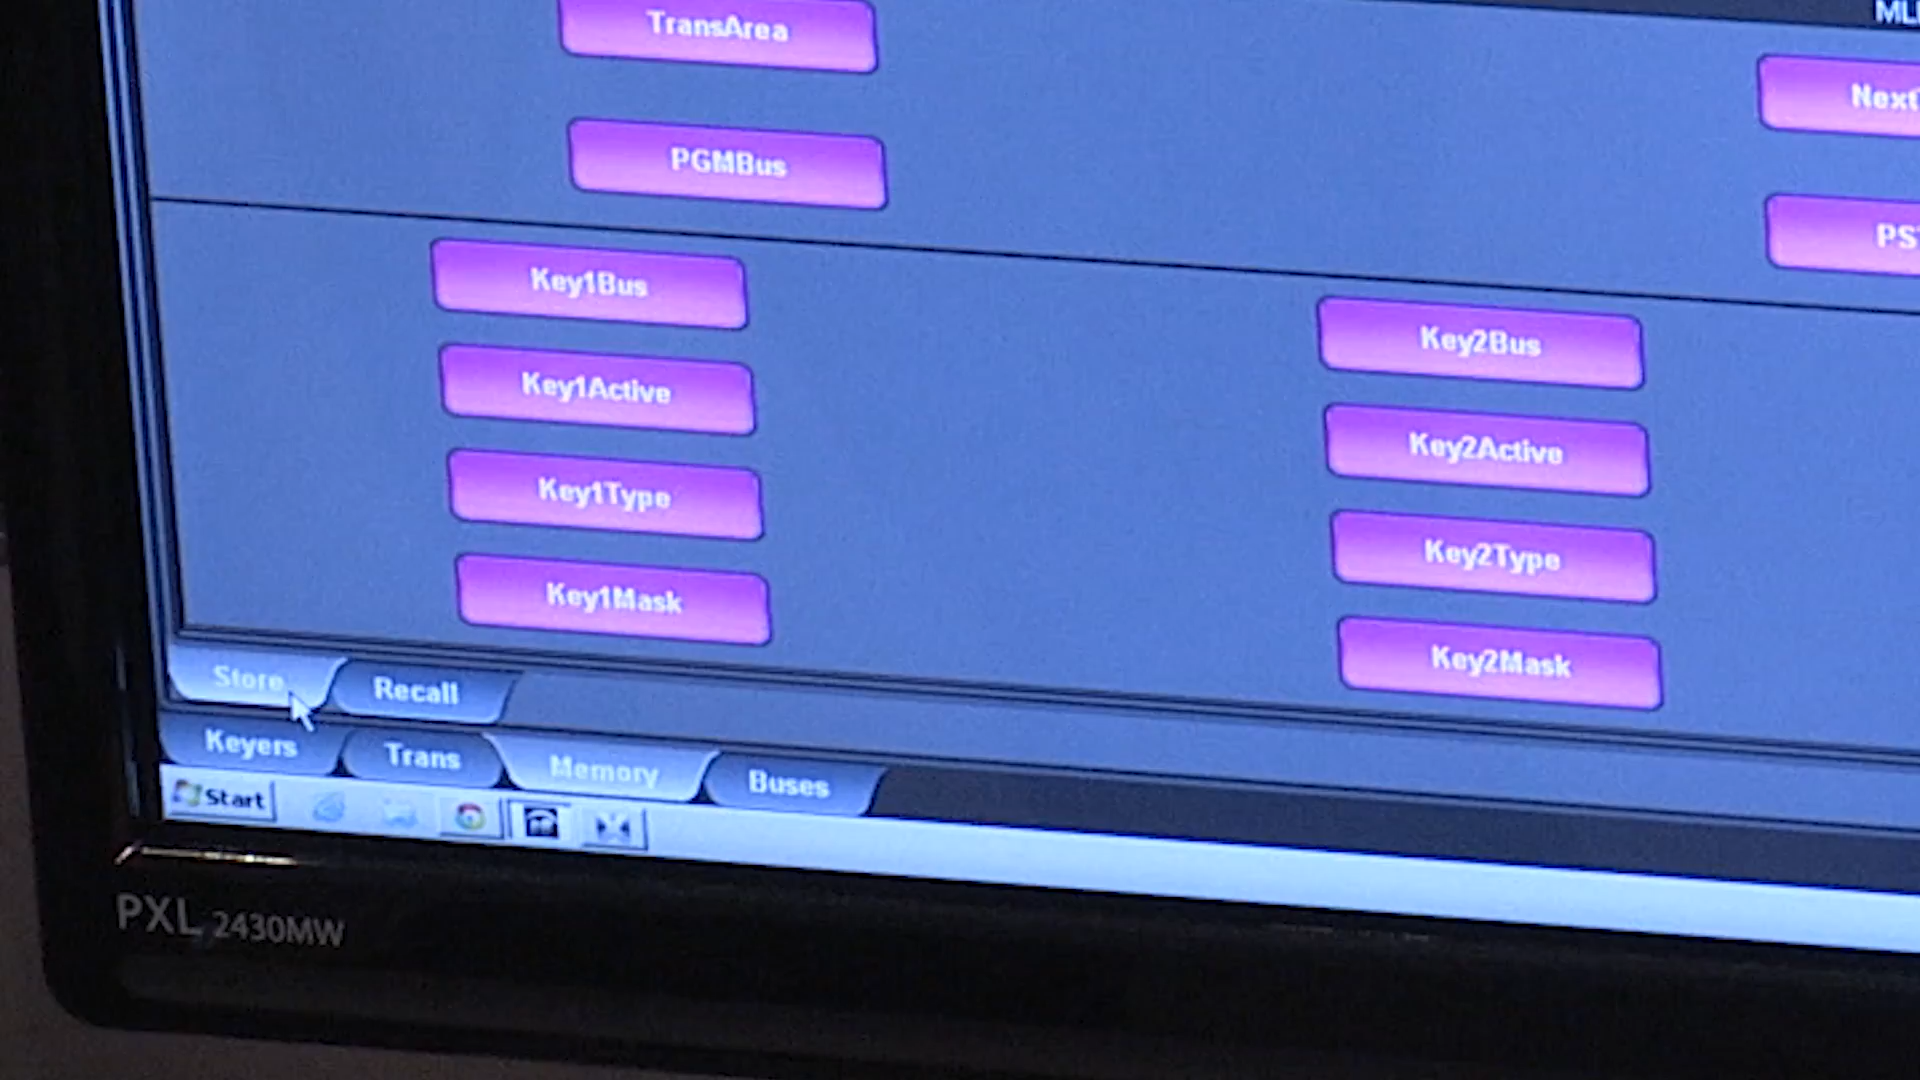 TransArea
Next
PGMBus
Key1Bus
Key2Bus
Key1Active
Key2Active
Key1Type
Key2Type
Key1Mask
Key2Mask
Store
Recall
Keyers
Trans
Memory
Buses
Start
PXL 2430MW